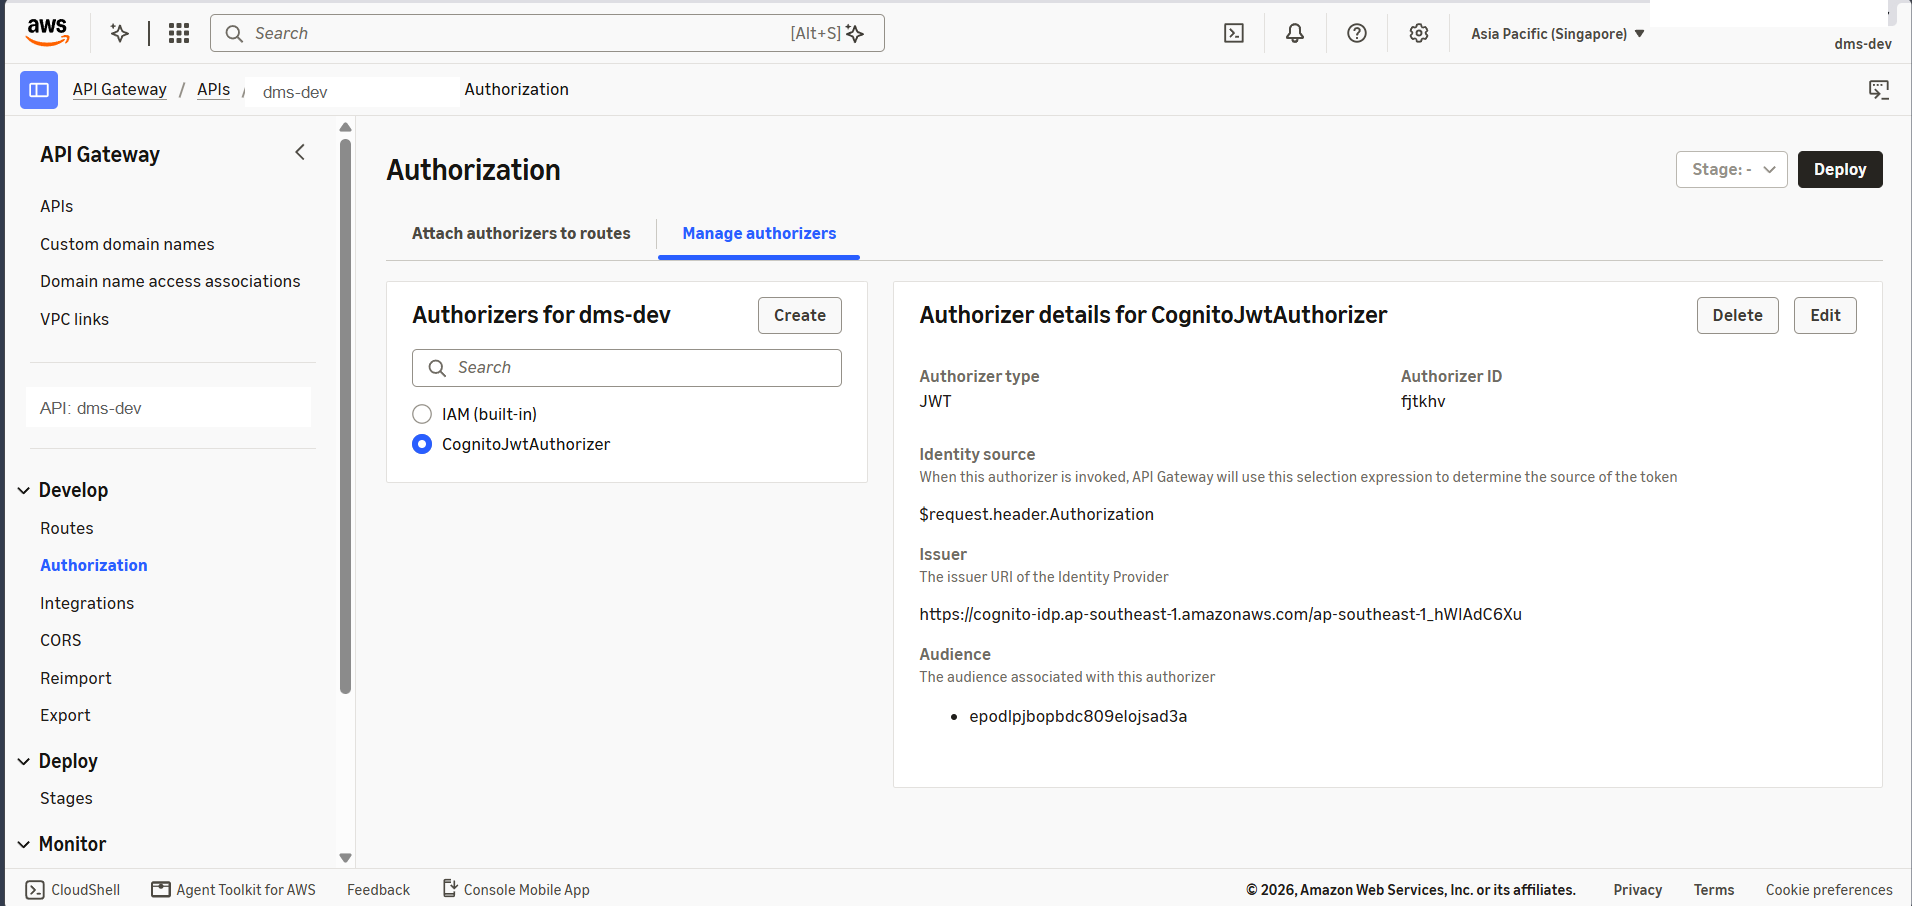 aws
Search
[Alt+S]
Asia Pacific (Singapore)
dms-dev
API Gateway / APIs / dms-dev Authorization
API Gateway
APIs
Custom domain names
Domain name access associations
VPC links
API: dms-dev
Develop
Routes
Authorization
Integrations
CORS
Reimport
Export
Deploy
Stages
Monitor
Authorization
Stage: -
Deploy
Attach authorizers to routes
Manage authorizers
Authorizers for dms-dev
Create
Search
IAM (built-in)
CognitoJwtAuthorizer
Authorizer details for CognitoJwtAuthorizer
Delete
Edit
Authorizer type
JWT
Authorizer ID
fjtkhv
Identity source
When this authorizer is invoked, API Gateway will use this selection expression to determine the source of the token
$request.header.Authorization
Issuer
The issuer URI of the Identity Provider
https://cognito-idp.ap-southeast-1.amazonaws.com/ap-southeast-1_hWIAdC6Xu
Audience
The audience associated with this authorizer
• epodlpjbopbdc809elojsad3a
CloudShell
Agent Toolkit for AWS
Feedback
Console Mobile App
© 2026, Amazon Web Services, Inc. or its affiliates.
Privacy
Terms
Cookie preferences